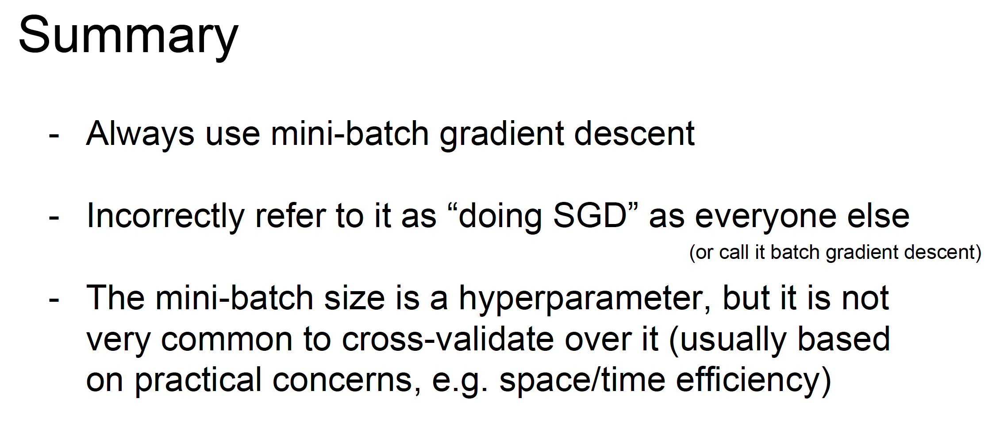 Summary
- Always use mini-batch gradient descent
- Incorrectly refer to it as “doing SGD” as everyone else
(or call it batch gradient descent)
- The mini-batch size is a hyperparameter, but it is not
very common to cross-validate over it (usually based
on practical concerns, e.g. space/time efficiency)